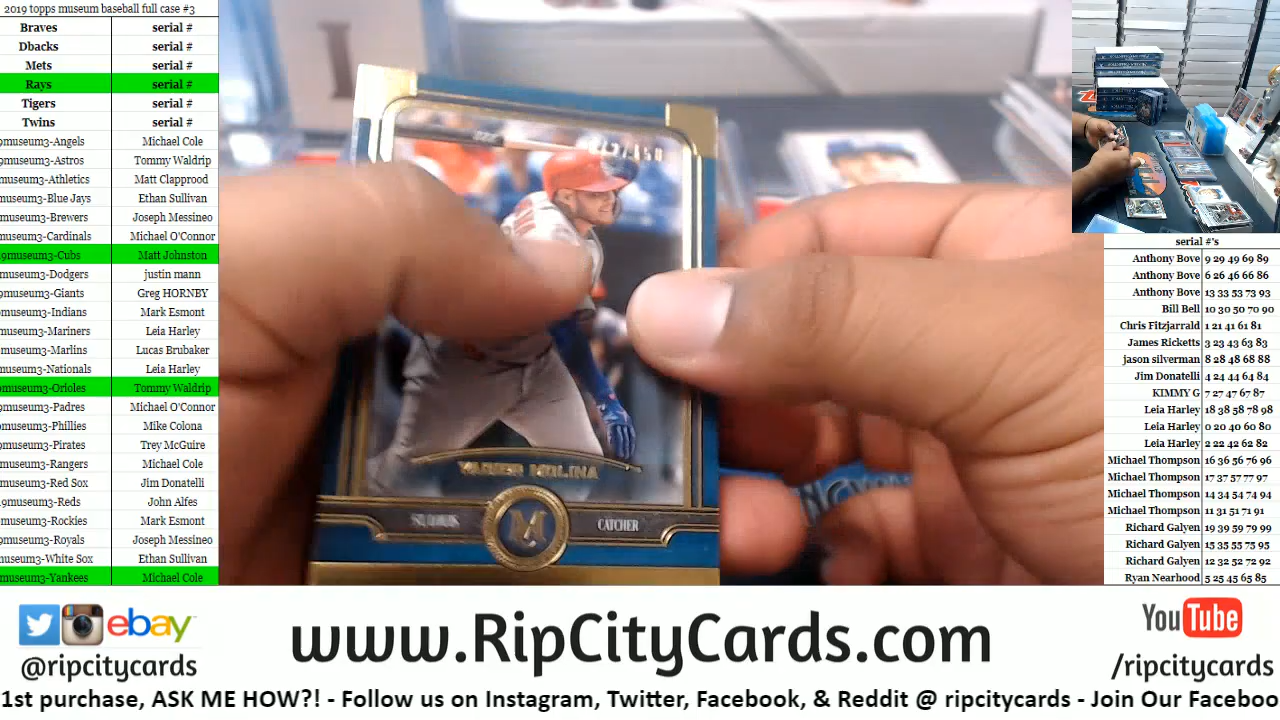 2019 topps museum baseball full case #3
Braves serial #
Dbacks serial #
Mets serial #
Rays serial #
Tigers serial #
Twins serial #
9museum3-Angels Michael Cole
museum3-Astros Tommy Waldrip
museum3-Athletics Matt Clapprood
museum3-Blue Jays Ethan Sullivan
museum3-Brewers Joseph Messineo
museum3-Cardinals Michael O'Connor
9museum3-Cubs Matt Johnston
museum3-Dodgers justin mann
museum3-Giants Greg HORNBY
museum3-Indians Mark Esmont
museum3-Mariners Leia Harley
museum3-Marlins Lucas Brubaker
museum3-Nationals Leia Harley
museum3-Orioles Tommy Waldrip
museum3-Padres Michael O'Connor
museum3-Phillies Mike Colona
museum3-Pirates Trey McGuire
museum3-Rangers Michael Cole
museum3-Red Sox Jim Donatelli
9museum3-Reds John Alfes
museum3-Rockies Mark Esmont
museum3-Royals Joseph Messineo
museum3-White Sox Ethan Sullivan
museum3-Yankees Michael Cole
YADIER MOLINA
M
CATCHER
serial #'s
Anthony Bove 9 29 49 69 89
Anthony Bove 6 26 46 66 86
Anthony Bove 13 33 53 73 93
Bill Bell 10 30 50 70 90
Chris Fitzjarrald 1 21 41 61 81
James Ricketts 3 23 43 63 83
jason silverman 8 28 48 68 88
Jim Donatelli 4 24 44 64 84
KIMMY G 7 27 47 67 87
Leia Harley 18 38 58 78 98
Leia Harley 0 20 40 60 80
Leia Harley 2 22 42 62 82
Michael Thompson 16 36 56 76 96
Michael Thompson 17 37 57 77 97
Michael Thompson 14 34 54 74 94
Michael Thompson 11 31 51 71 91
Richard Galyen 19 39 59 79 99
Richard Galyen 15 35 55 75 95
Richard Galyen 12 32 52 72 92
Ryan Nearhood 5 25 45 65 85
ebay
@ripcitycards
www.RipCityCards.com
YouTube
/ripcitycards
1st purchase, ASK ME HOW?! - Follow us on Instagram, Twitter, Facebook, & Reddit @ ripcitycards - Join Our Faceboo